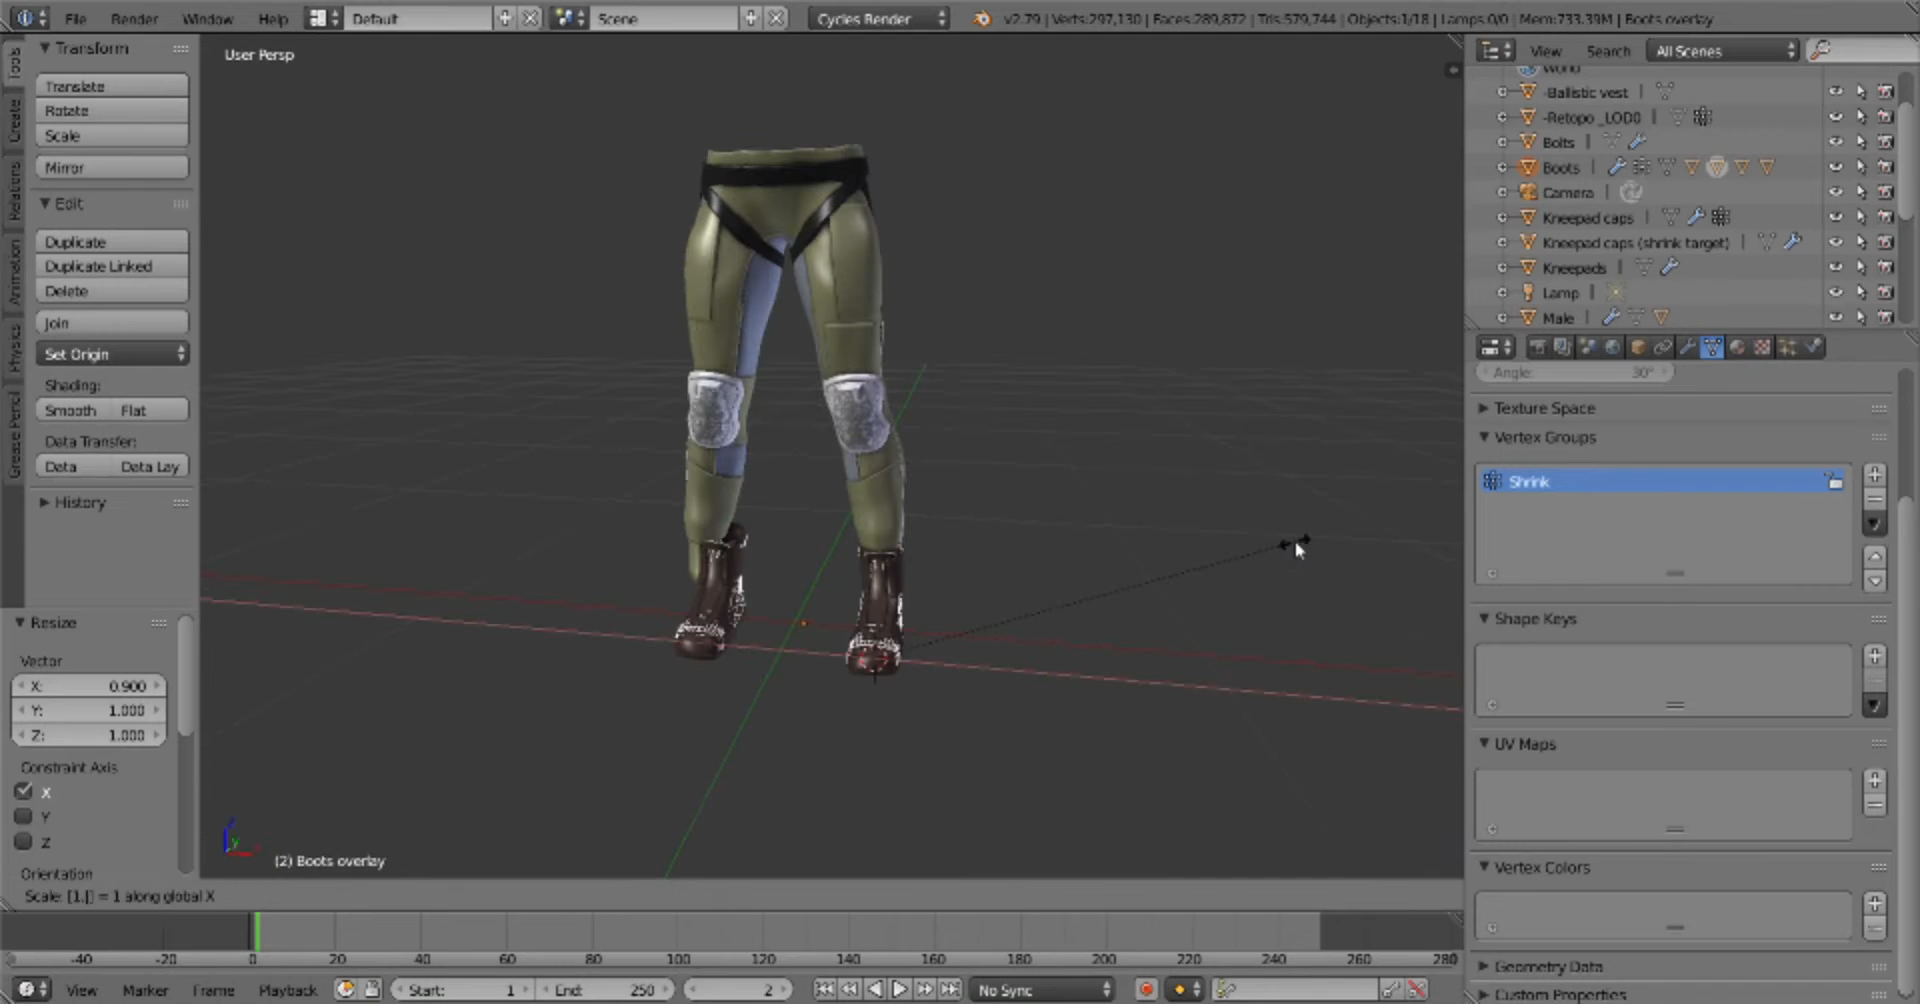 File Render Window Help Default Scene Cycles Render v2.79 | Verts:297,130 | Faces:289,872 | Tris:579,744 | Objects:1/18 | Lamps:0/0 | Mem:733.39M | Boots overlay
Tools
Create
Relations
Animation
Physics
Grease Pencil
Transform
Translate
Rotate
Scale
Mirror
Edit
Duplicate
Duplicate Linked
Delete
Join
Set Origin
Shading:
Smooth Flat
Data Transfer:
Data Data Lay
History
Resize
Vector
X: 0.900
Y: 1.000
Z: 1.000
Constraint Axis
X
Y
Z
Orientation
User Persp
(2) Boots overlay
Scale: [1.|] = 1 along global X
View Search All Scenes
World
-Ballistic vest
-Retopo _LOD0
Bolts
Boots
Camera
Kneepad caps
Kneepad caps (shrink target)
Kneepads
Lamp
Male
Angle: 30°
Texture Space
Vertex Groups
Shrink
Shape Keys
UV Maps
Vertex Colors
Geometry Data
Custom Properties
-40 -20 0 20 40 60 80 100 120 140 160 180 200 220 240 260 280
View Marker Frame Playback Start: 1 End: 250 2 No Sync